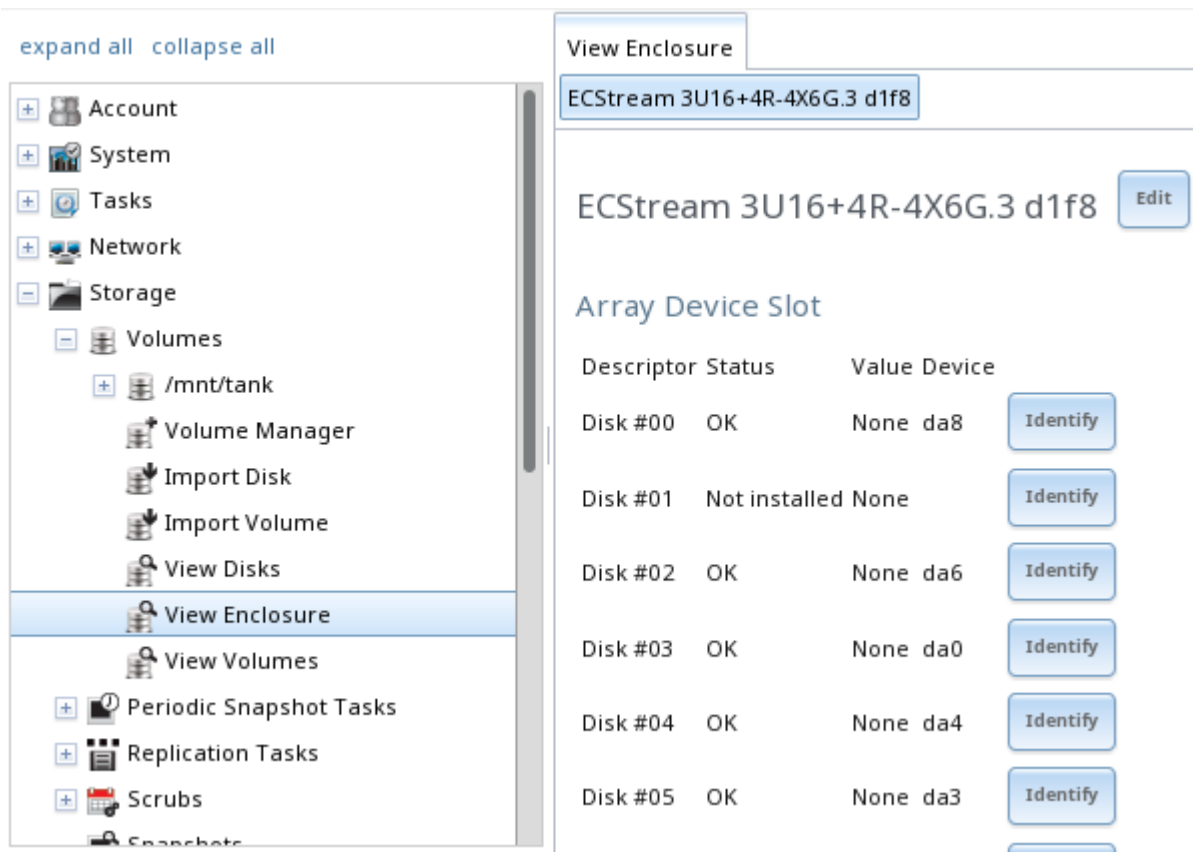 expand all collapse all
Account
System
Tasks
Network
Storage
Volumes
/mnt/tank
Volume Manager
Import Disk
Import Volume
View Disks
View Enclosure
View Volumes
Periodic Snapshot Tasks
Replication Tasks
Scrubs
Snapshots
View Enclosure
ECStream 3U16+4R-4X6G.3 d1f8
ECStream 3U16+4R-4X6G.3 d1f8 Edit
Array Device Slot
Descriptor Status Value Device
Disk #00 OK None da8 Identify
Disk #01 Not installed None Identify
Disk #02 OK None da6 Identify
Disk #03 OK None da0 Identify
Disk #04 OK None da4 Identify
Disk #05 OK None da3 Identify